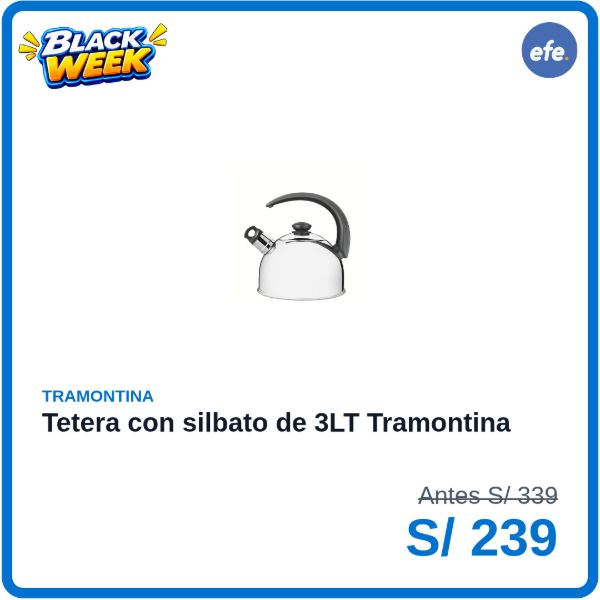 BLACK
WEEK
efe.
TRAMONTINA
Tetera con silbato de 3LT Tramontina
Antes S/ 339
S/ 239